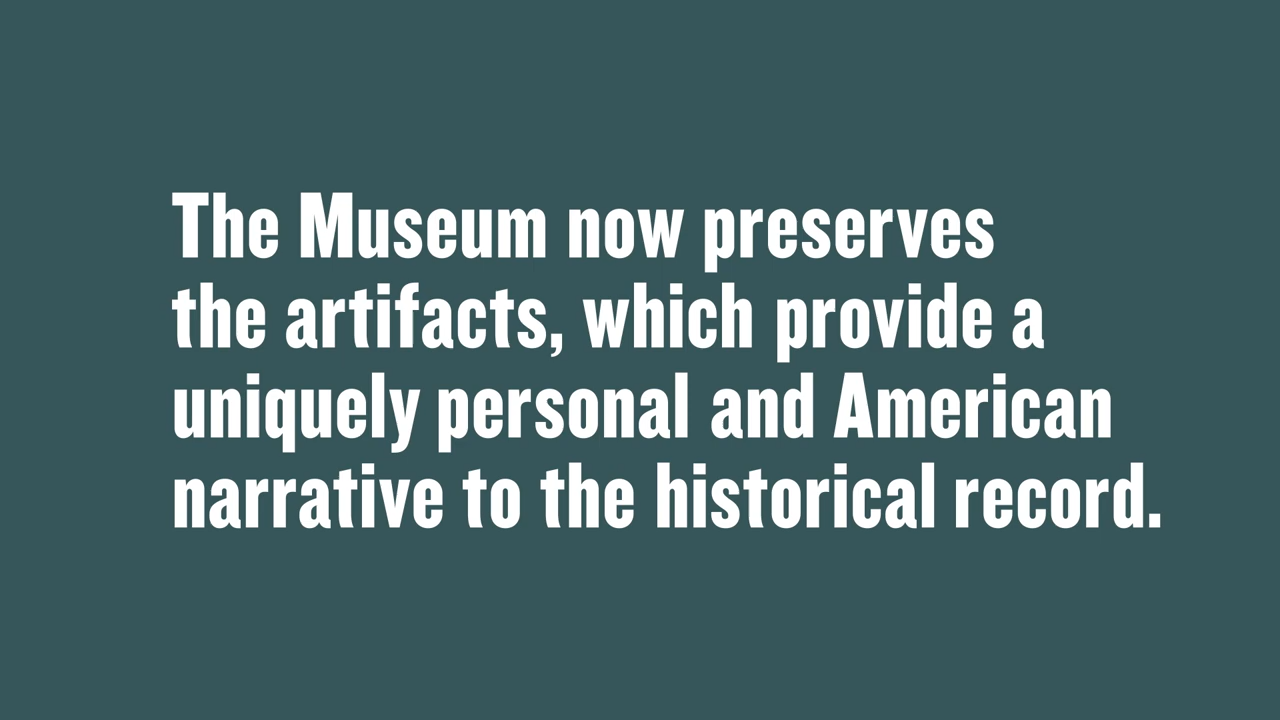 The Museum now preserves
the artifacts, which provide a
uniquely personal and American
narrative to the historical record.